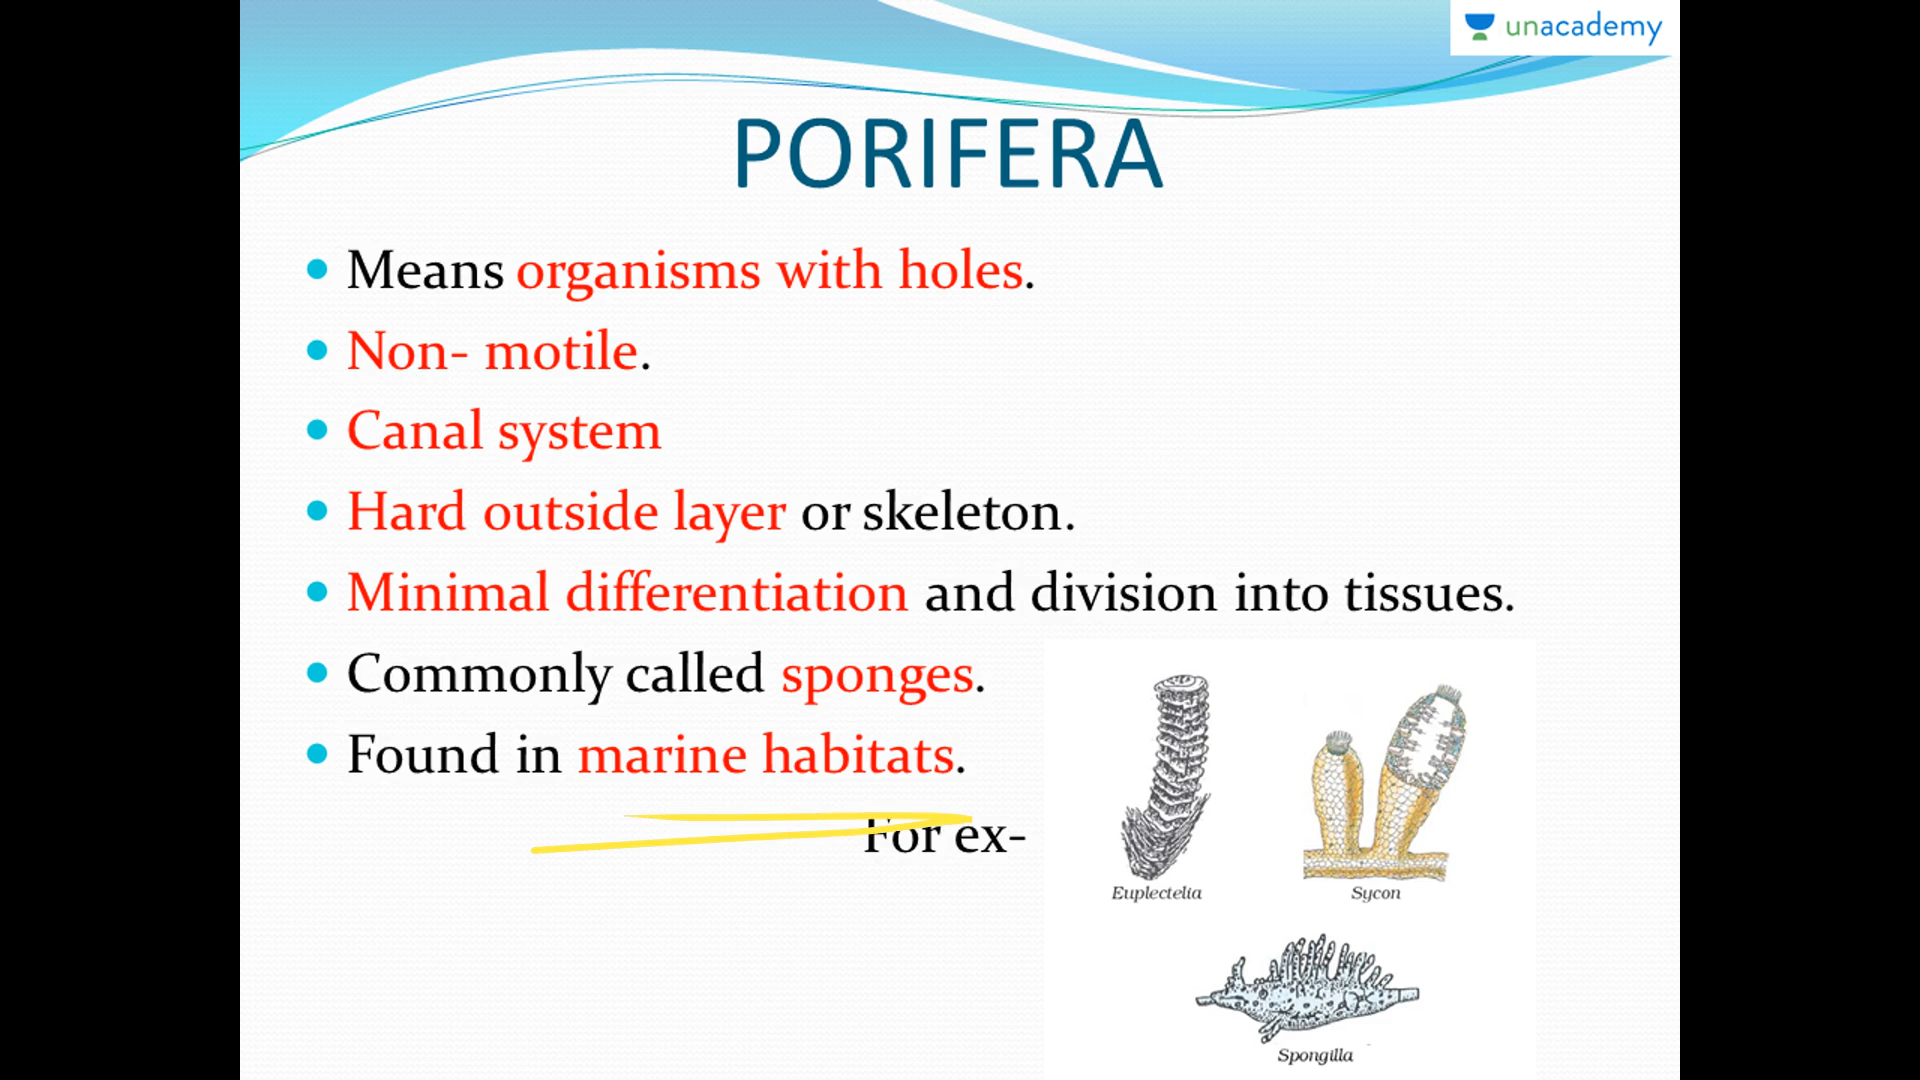 unacademy
PORIFERA
• Means organisms with holes.
• Non- motile.
• Canal system
• Hard outside layer or skeleton.
• Minimal differentiation and division into tissues.
• Commonly called sponges.
• Found in marine habitats.
For ex-
Euplectelia
Sycon
Spongilla